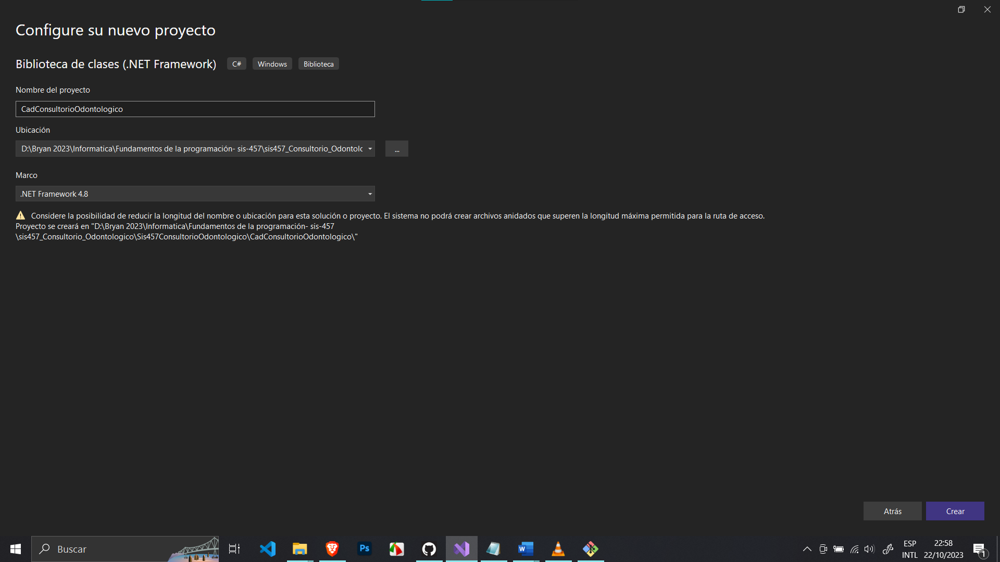 Configure su nuevo proyecto
Biblioteca de clases (.NET Framework) C# Windows Biblioteca
Nombre del proyecto
CadConsultorioOdontologico
Ubicación
D:\Bryan 2023\Informatica\Fundamentos de la programación- sis-457\sis457_Consultorio_Odontolo
...
Marco
.NET Framework 4.8
Considere la posibilidad de reducir la longitud del nombre o ubicación para esta solución o proyecto. El sistema no podrá crear archivos anidados que superen la longitud máxima permitida para la ruta de acceso.
Proyecto se creará en "D:\Bryan 2023\Informatica\Fundamentos de la programación- sis-457
\sis457_Consultorio_Odontologico\Sis457ConsultorioOdontologico\CadConsultorioOdontologico\"
Atrás Crear
Buscar
Ps
W
ESP
INTL
22:58
22/10/2023
1